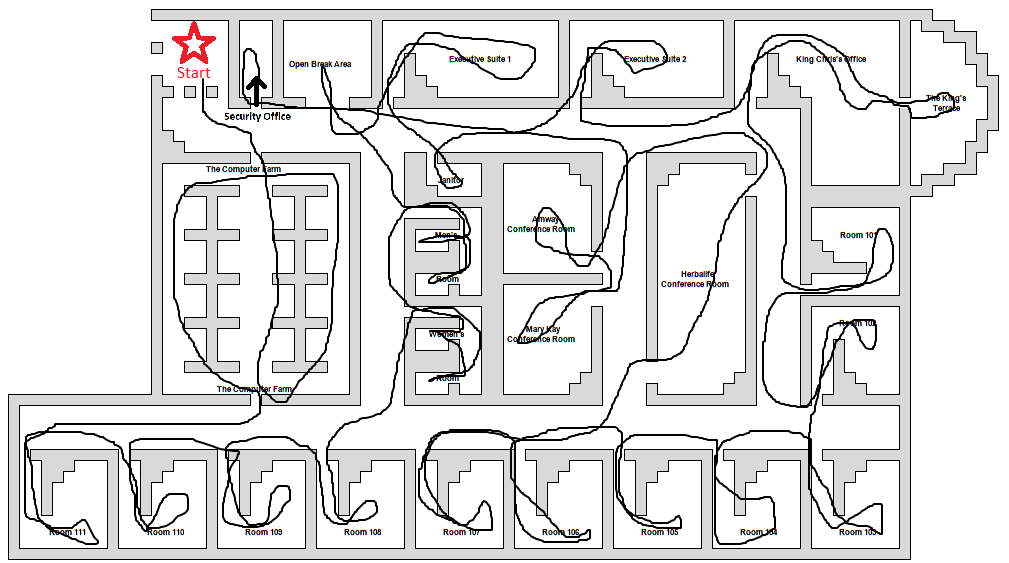 Start
Open Break Area
Executive Suite 1
Executive Suite 2
King Chris's Office
The King's
Terrace
Security Office
The Computer Farm
Janitor
Men's
Room
Amway
Conference Room
Room 101
Herbalife
Conference Room
Women's
Room
Mary Kay
Conference Room
Room 102
The Computer Farm
Room 111
Room 110
Room 109
Room 108
Room 107
Room 106
Room 105
Room 104
Room 103